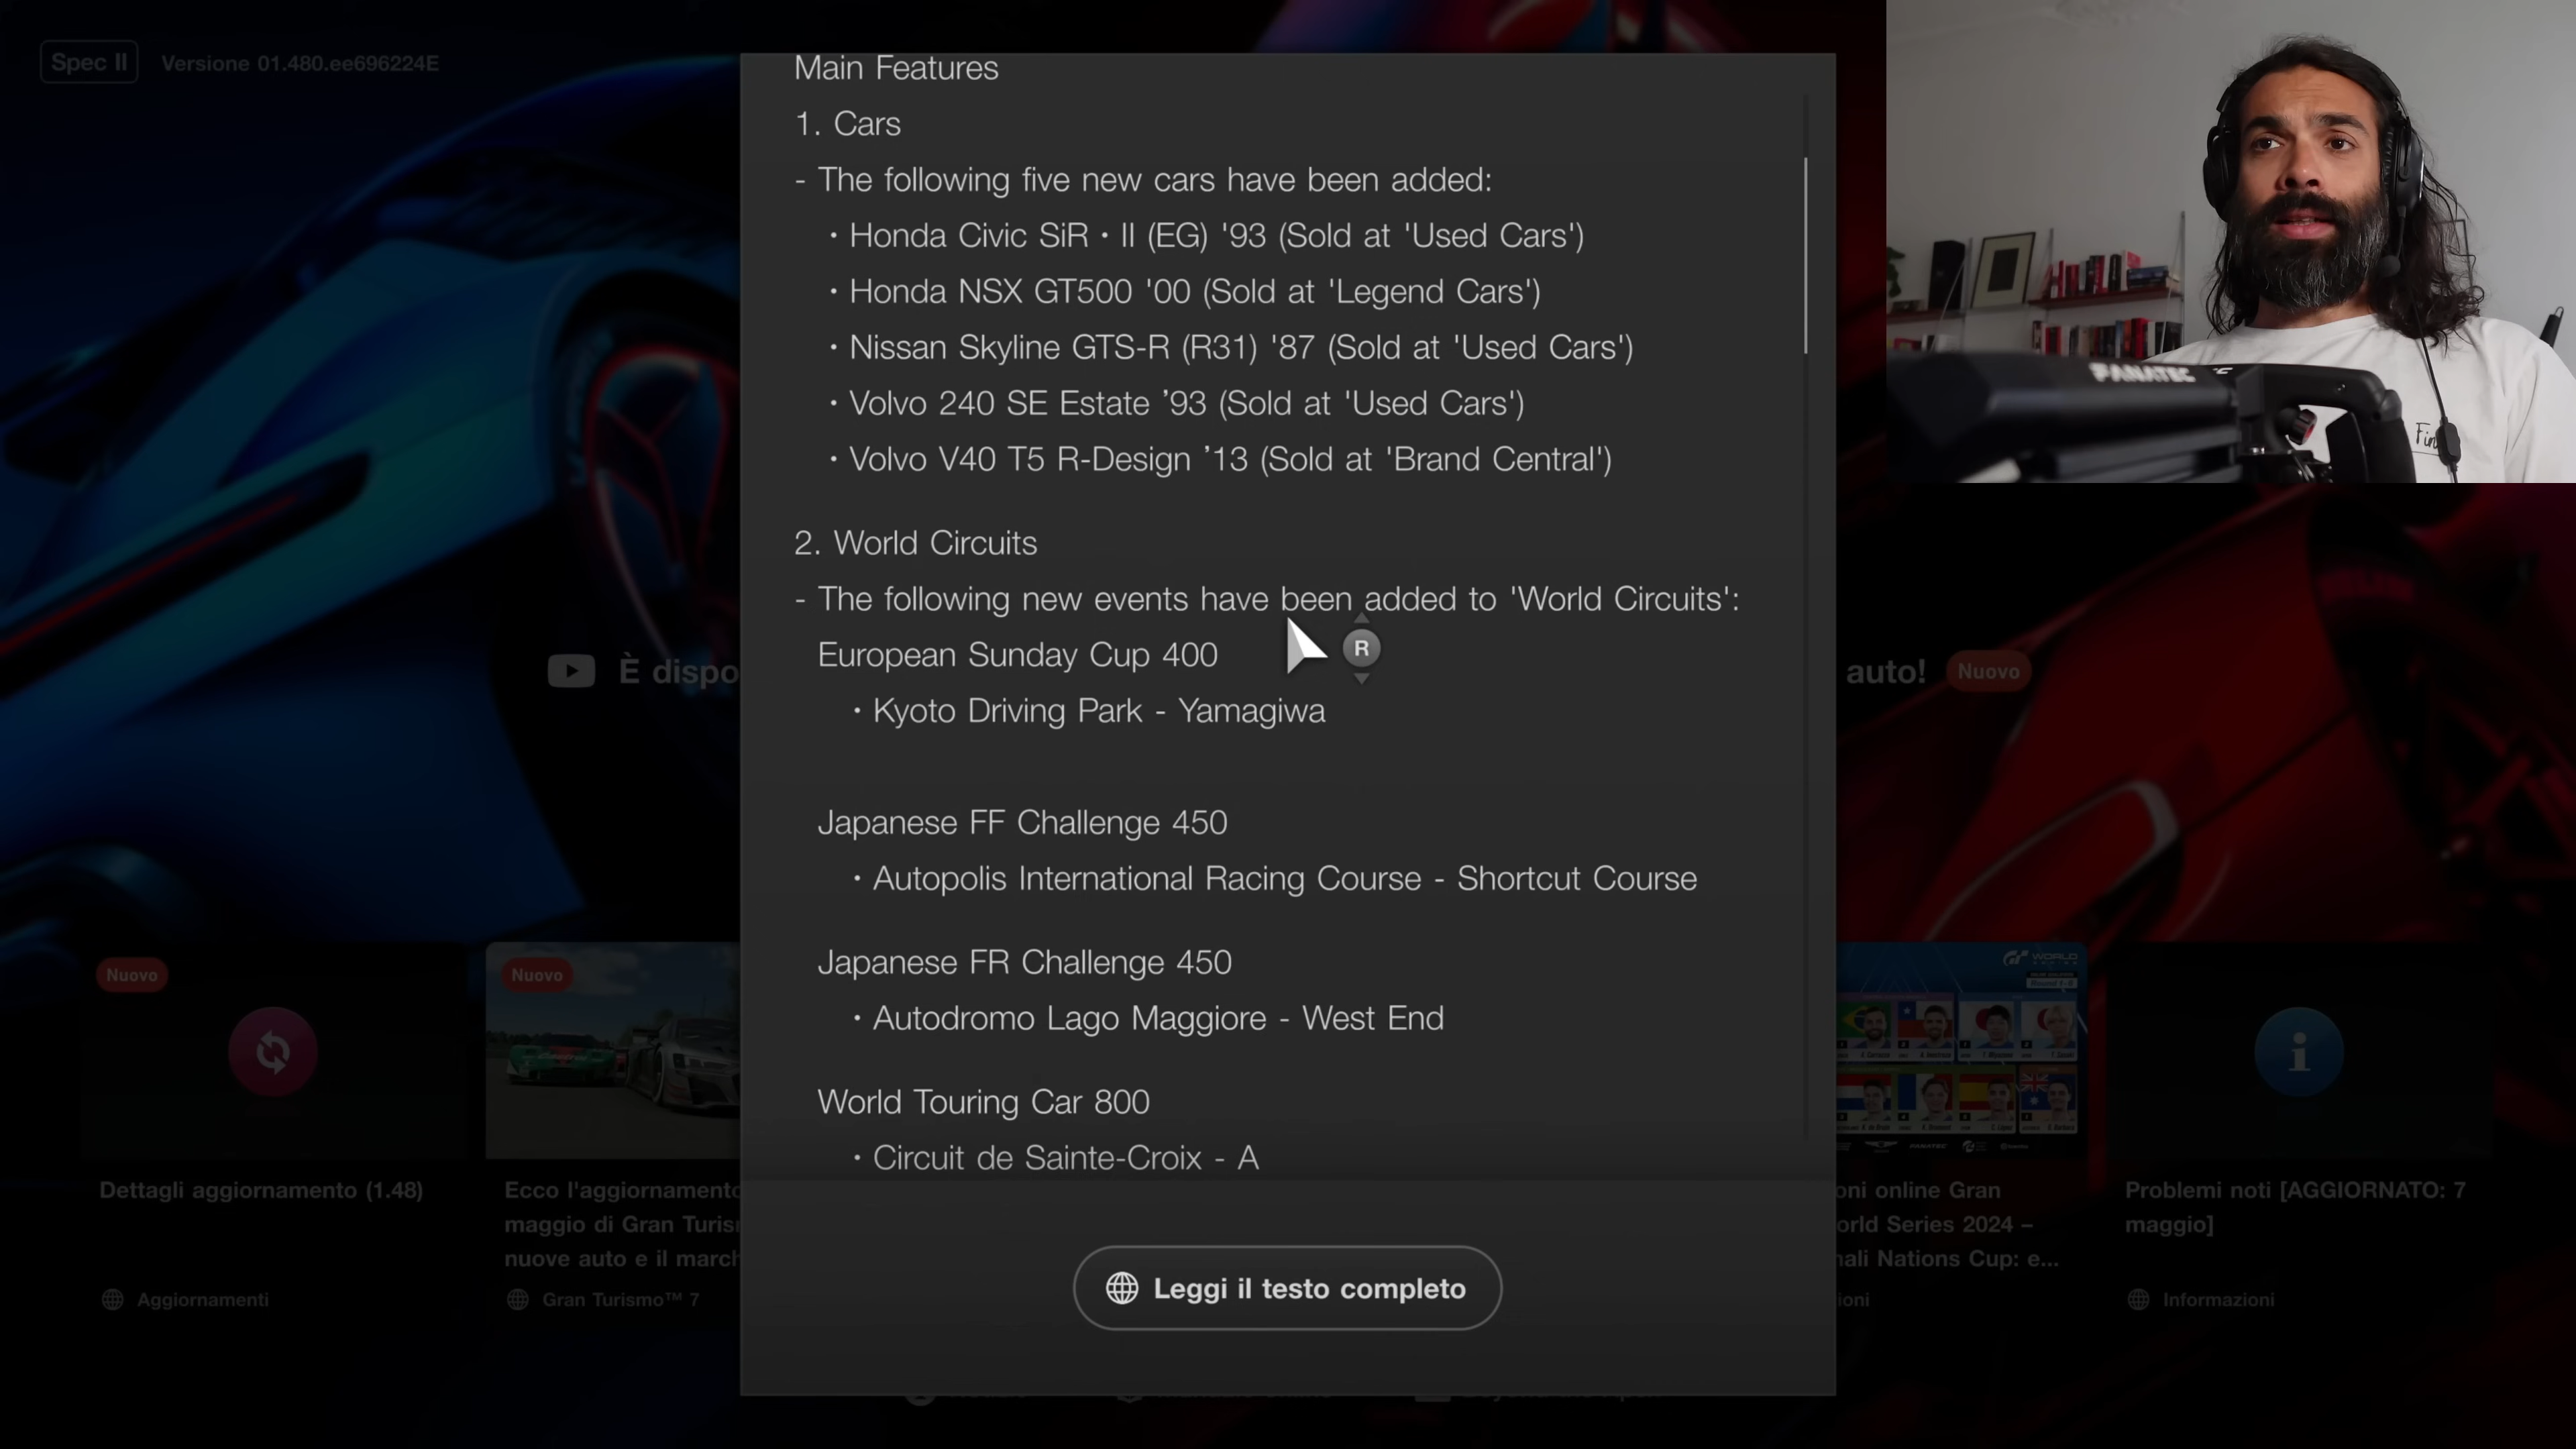 Spec II Versione 01.480.ee696224E
Main Features
1. Cars
- The following five new cars have been added:
• Honda Civic SiR・II (EG) '93 (Sold at 'Used Cars')
• Honda NSX GT500 '00 (Sold at 'Legend Cars')
• Nissan Skyline GTS-R (R31) '87 (Sold at 'Used Cars')
• Volvo 240 SE Estate ’93 (Sold at 'Used Cars')
• Volvo V40 T5 R-Design ’13 (Sold at 'Brand Central')
2. World Circuits
- The following new events have been added to 'World Circuits':
European Sunday Cup 400
R
• Kyoto Driving Park - Yamagiwa
Japanese FF Challenge 450
• Autopolis International Racing Course - Shortcut Course
Japanese FR Challenge 450
• Autodromo Lago Maggiore - West End
World Touring Car 800
• Circuit de Sainte-Croix - A
Leggi il testo completo
FANATEC
Fin
È dispo
auto! Nuovo
Nuovo
Dettagli aggiornamento (1.48)
Aggiornamenti
Nuovo
Ecco l'aggiornamento
maggio di Gran Turis
nuove auto e il march
Gran Turismo™ 7
WORLD
oni online Gran
orld Series 2024 –
nali Nations Cup: e...
ioni
Problemi noti [AGGIORNATO: 7
maggio]
Informazioni